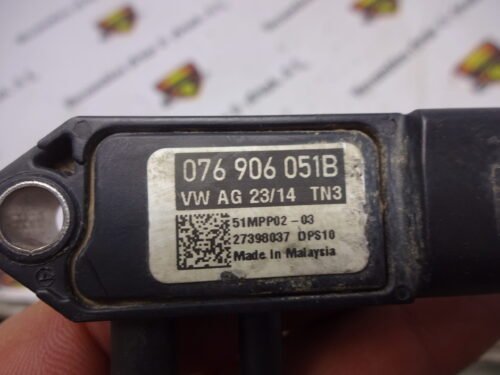 076 906 051B
VW AG 23/14 TN3
51MPP02-03
27398037 DPS10
Made In Malaysia